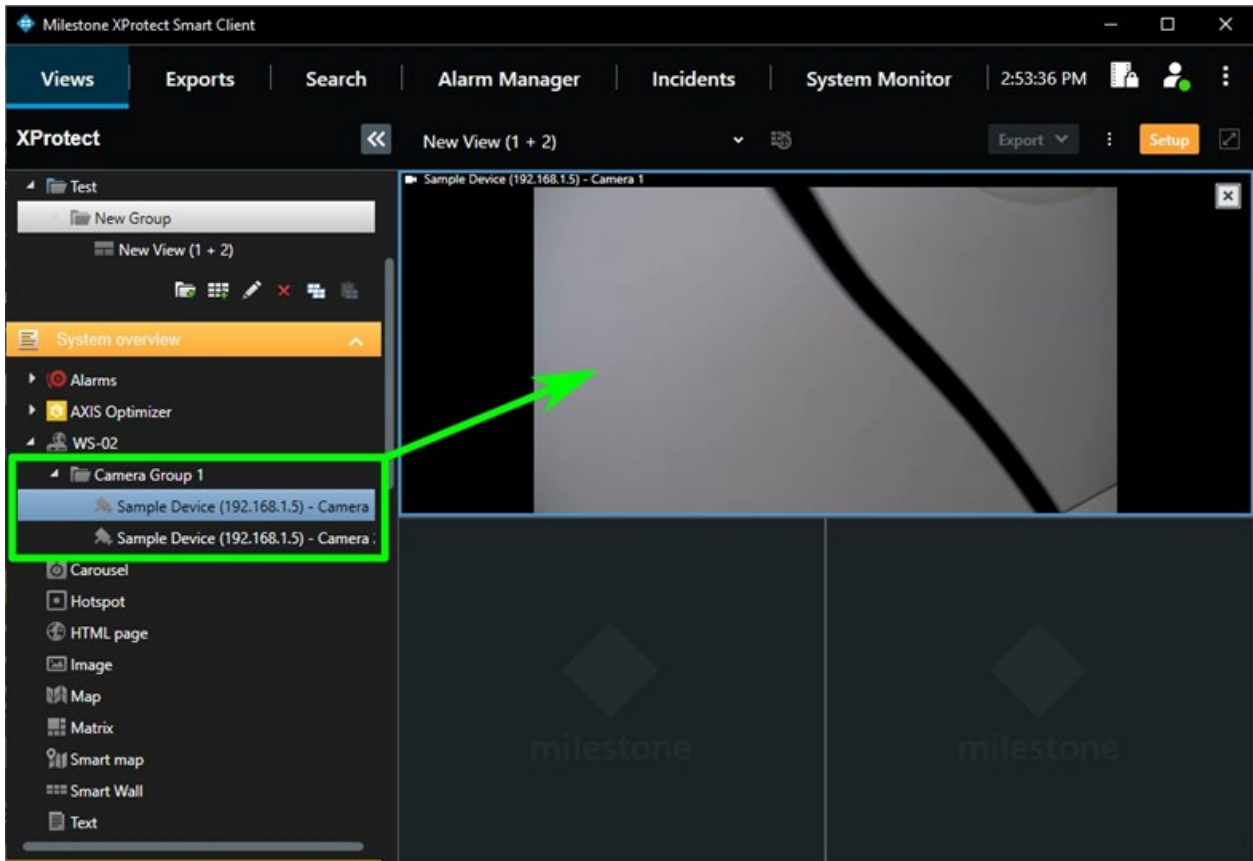 Milestone XProtect Smart Client
Views Exports Search Alarm Manager Incidents System Monitor 2:53:36 PM
XProtect
New View (1 + 2)
Export
Setup
Test
New Group
New View (1 + 2)
System overview
Alarms
AXIS Optimizer
WS-02
Camera Group 1
Sample Device (192.168.1.5) - Camera
Sample Device (192.168.1.5) - Camera
Carousel
Hotspot
HTML page
Image
Map
Matrix
Smart map
Smart Wall
Text
Sample Device (192.168.1.5) - Camera 1
milestone
milestone